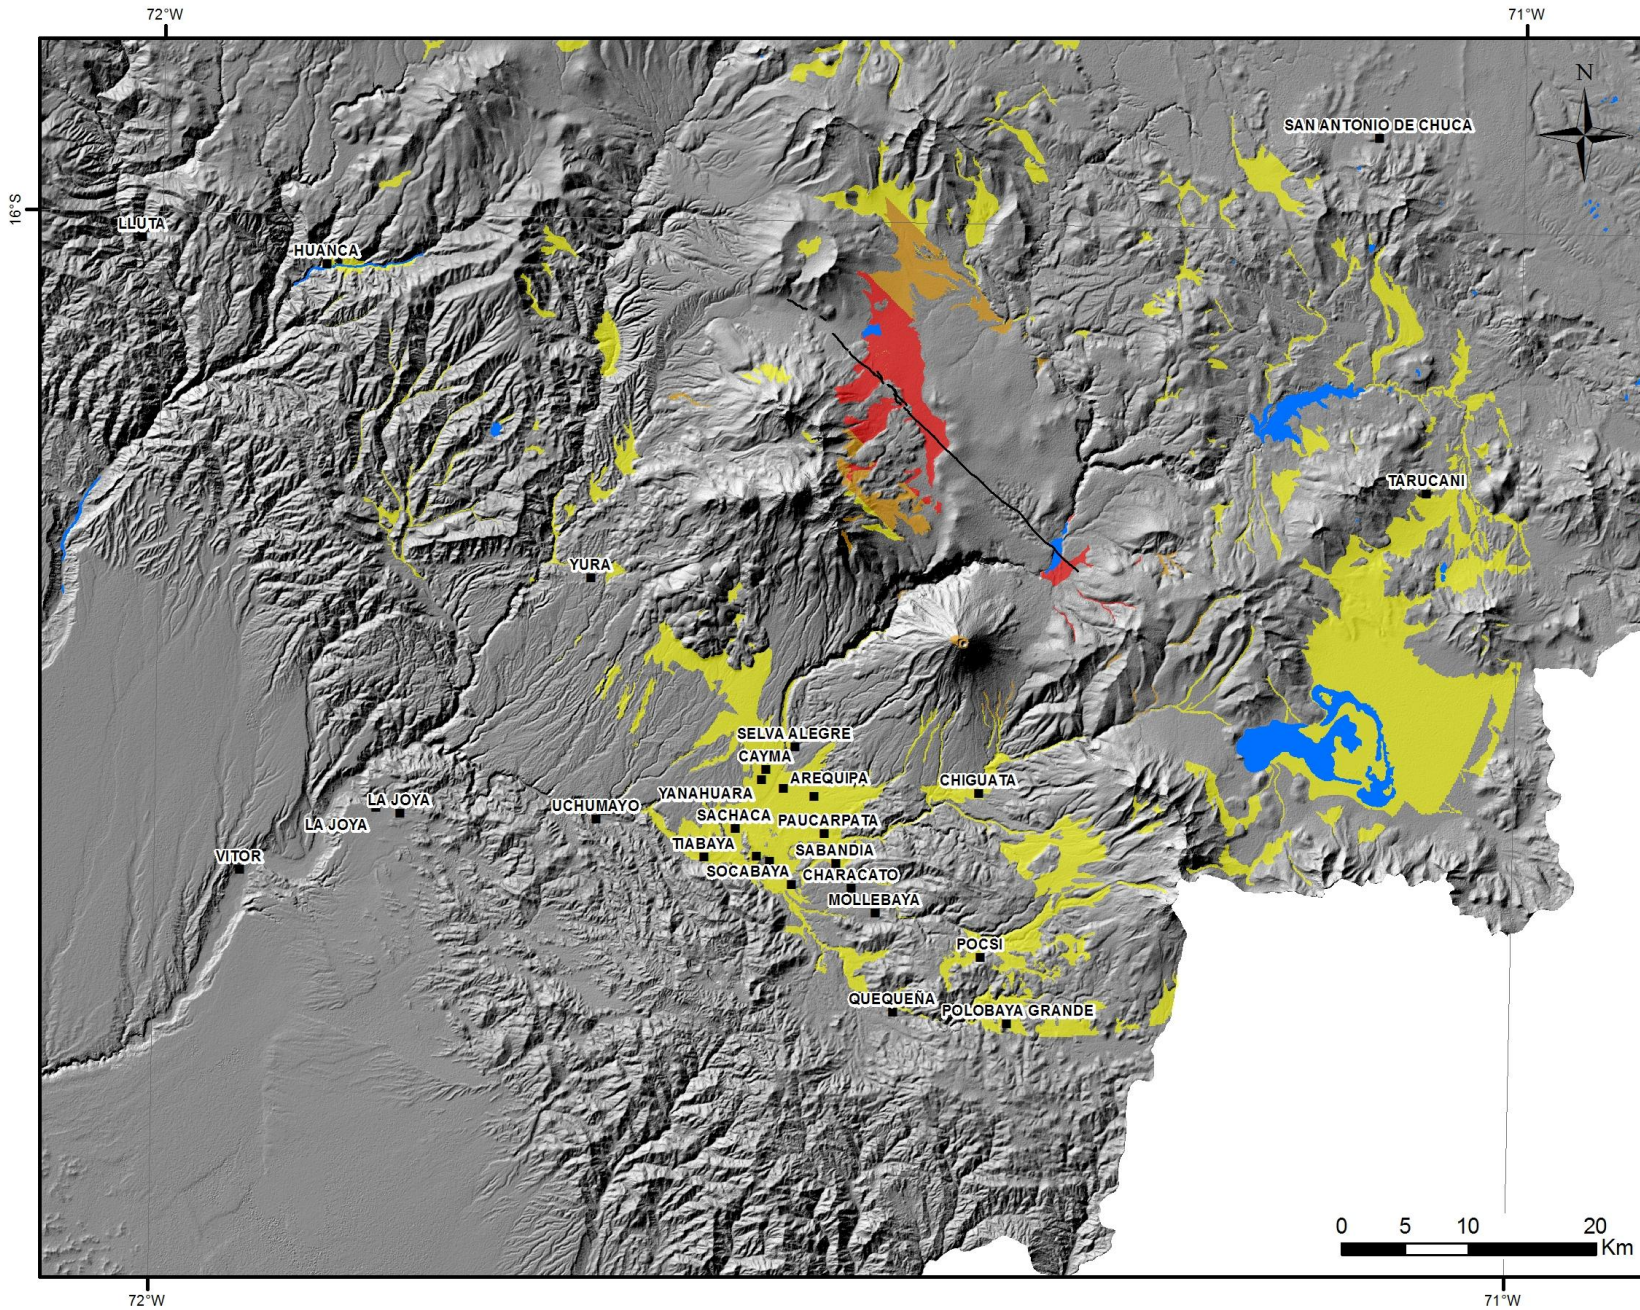 72°W
71°W
N
SAN ANTONIO DE CHUCA
16°S
LLUTA
HUANCA
TARUCANI
YURA
SELVA ALEGRE
CAYMA
AREQUIPA
CHIGUATA
YANAHUARA
LA JOYA
UCHUMAYO
SACHACA
PAUCARPATA
LA JOYA
TIABAYA
SABANDIA
VITOR
SOCABAYA
CHARACATO
MOLLEBAYA
POCSI
QUEQUEÑA
POLOBAYA GRANDE
0 5 10 20
Km
72°W
71°W